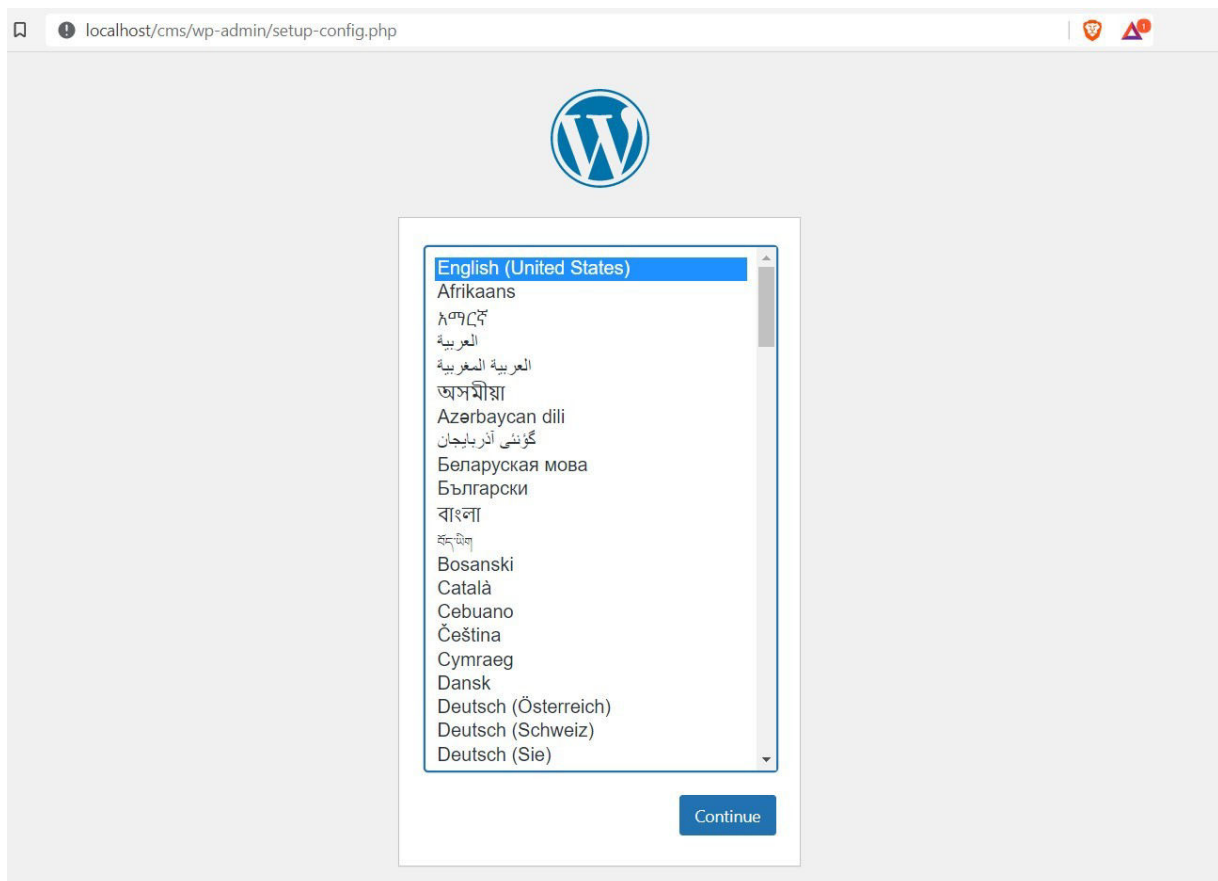 localhost/cms/wp-admin/setup-config.php
1
W
English (United States)
Afrikaans
አማርኛ
العربية
العربية المغربية
অসমীয়া
Azərbaycan dili
گؤنئی آذربایجان
Беларуская мова
Български
বাংলা
བོད་ཡིག
Bosanski
Català
Cebuano
Čeština
Cymraeg
Dansk
Deutsch (Österreich)
Deutsch (Schweiz)
Deutsch (Sie)
Continue